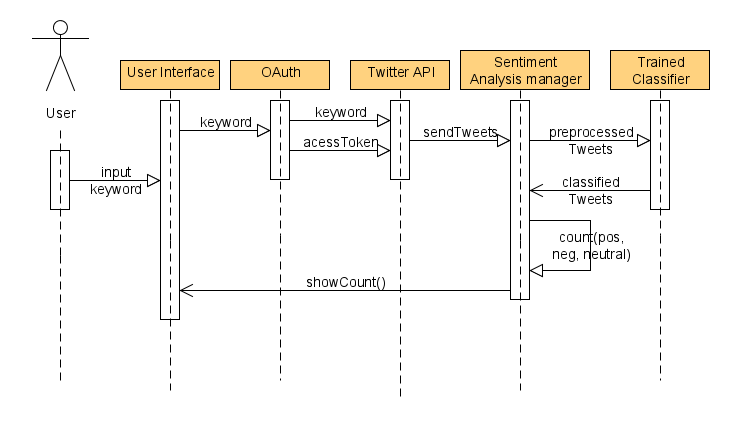 User
User Interface
OAuth
Twitter API
Sentiment
Analysis manager
Trained
Classifier
keyword
keyword
acessToken
sendTweets
preprocessed
Tweets
input
keyword
classified
Tweets
count(pos,
neg, neutral)
showCount()